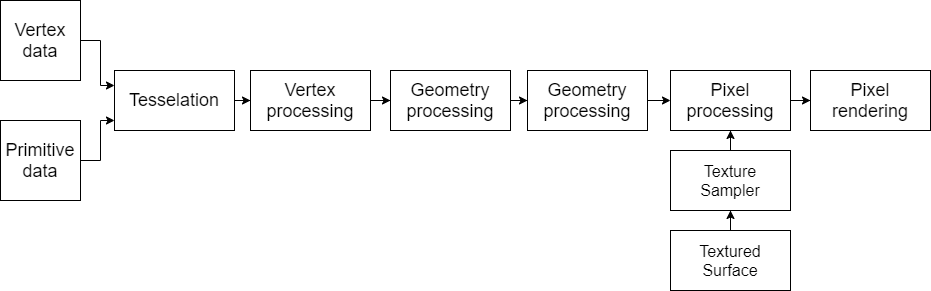 Vertex
data
Primitive
data
Tesselation
Vertex
processing
Geometry
processing
Geometry
processing
Pixel
processing
Pixel
rendering
Texture
Sampler
Textured
Surface